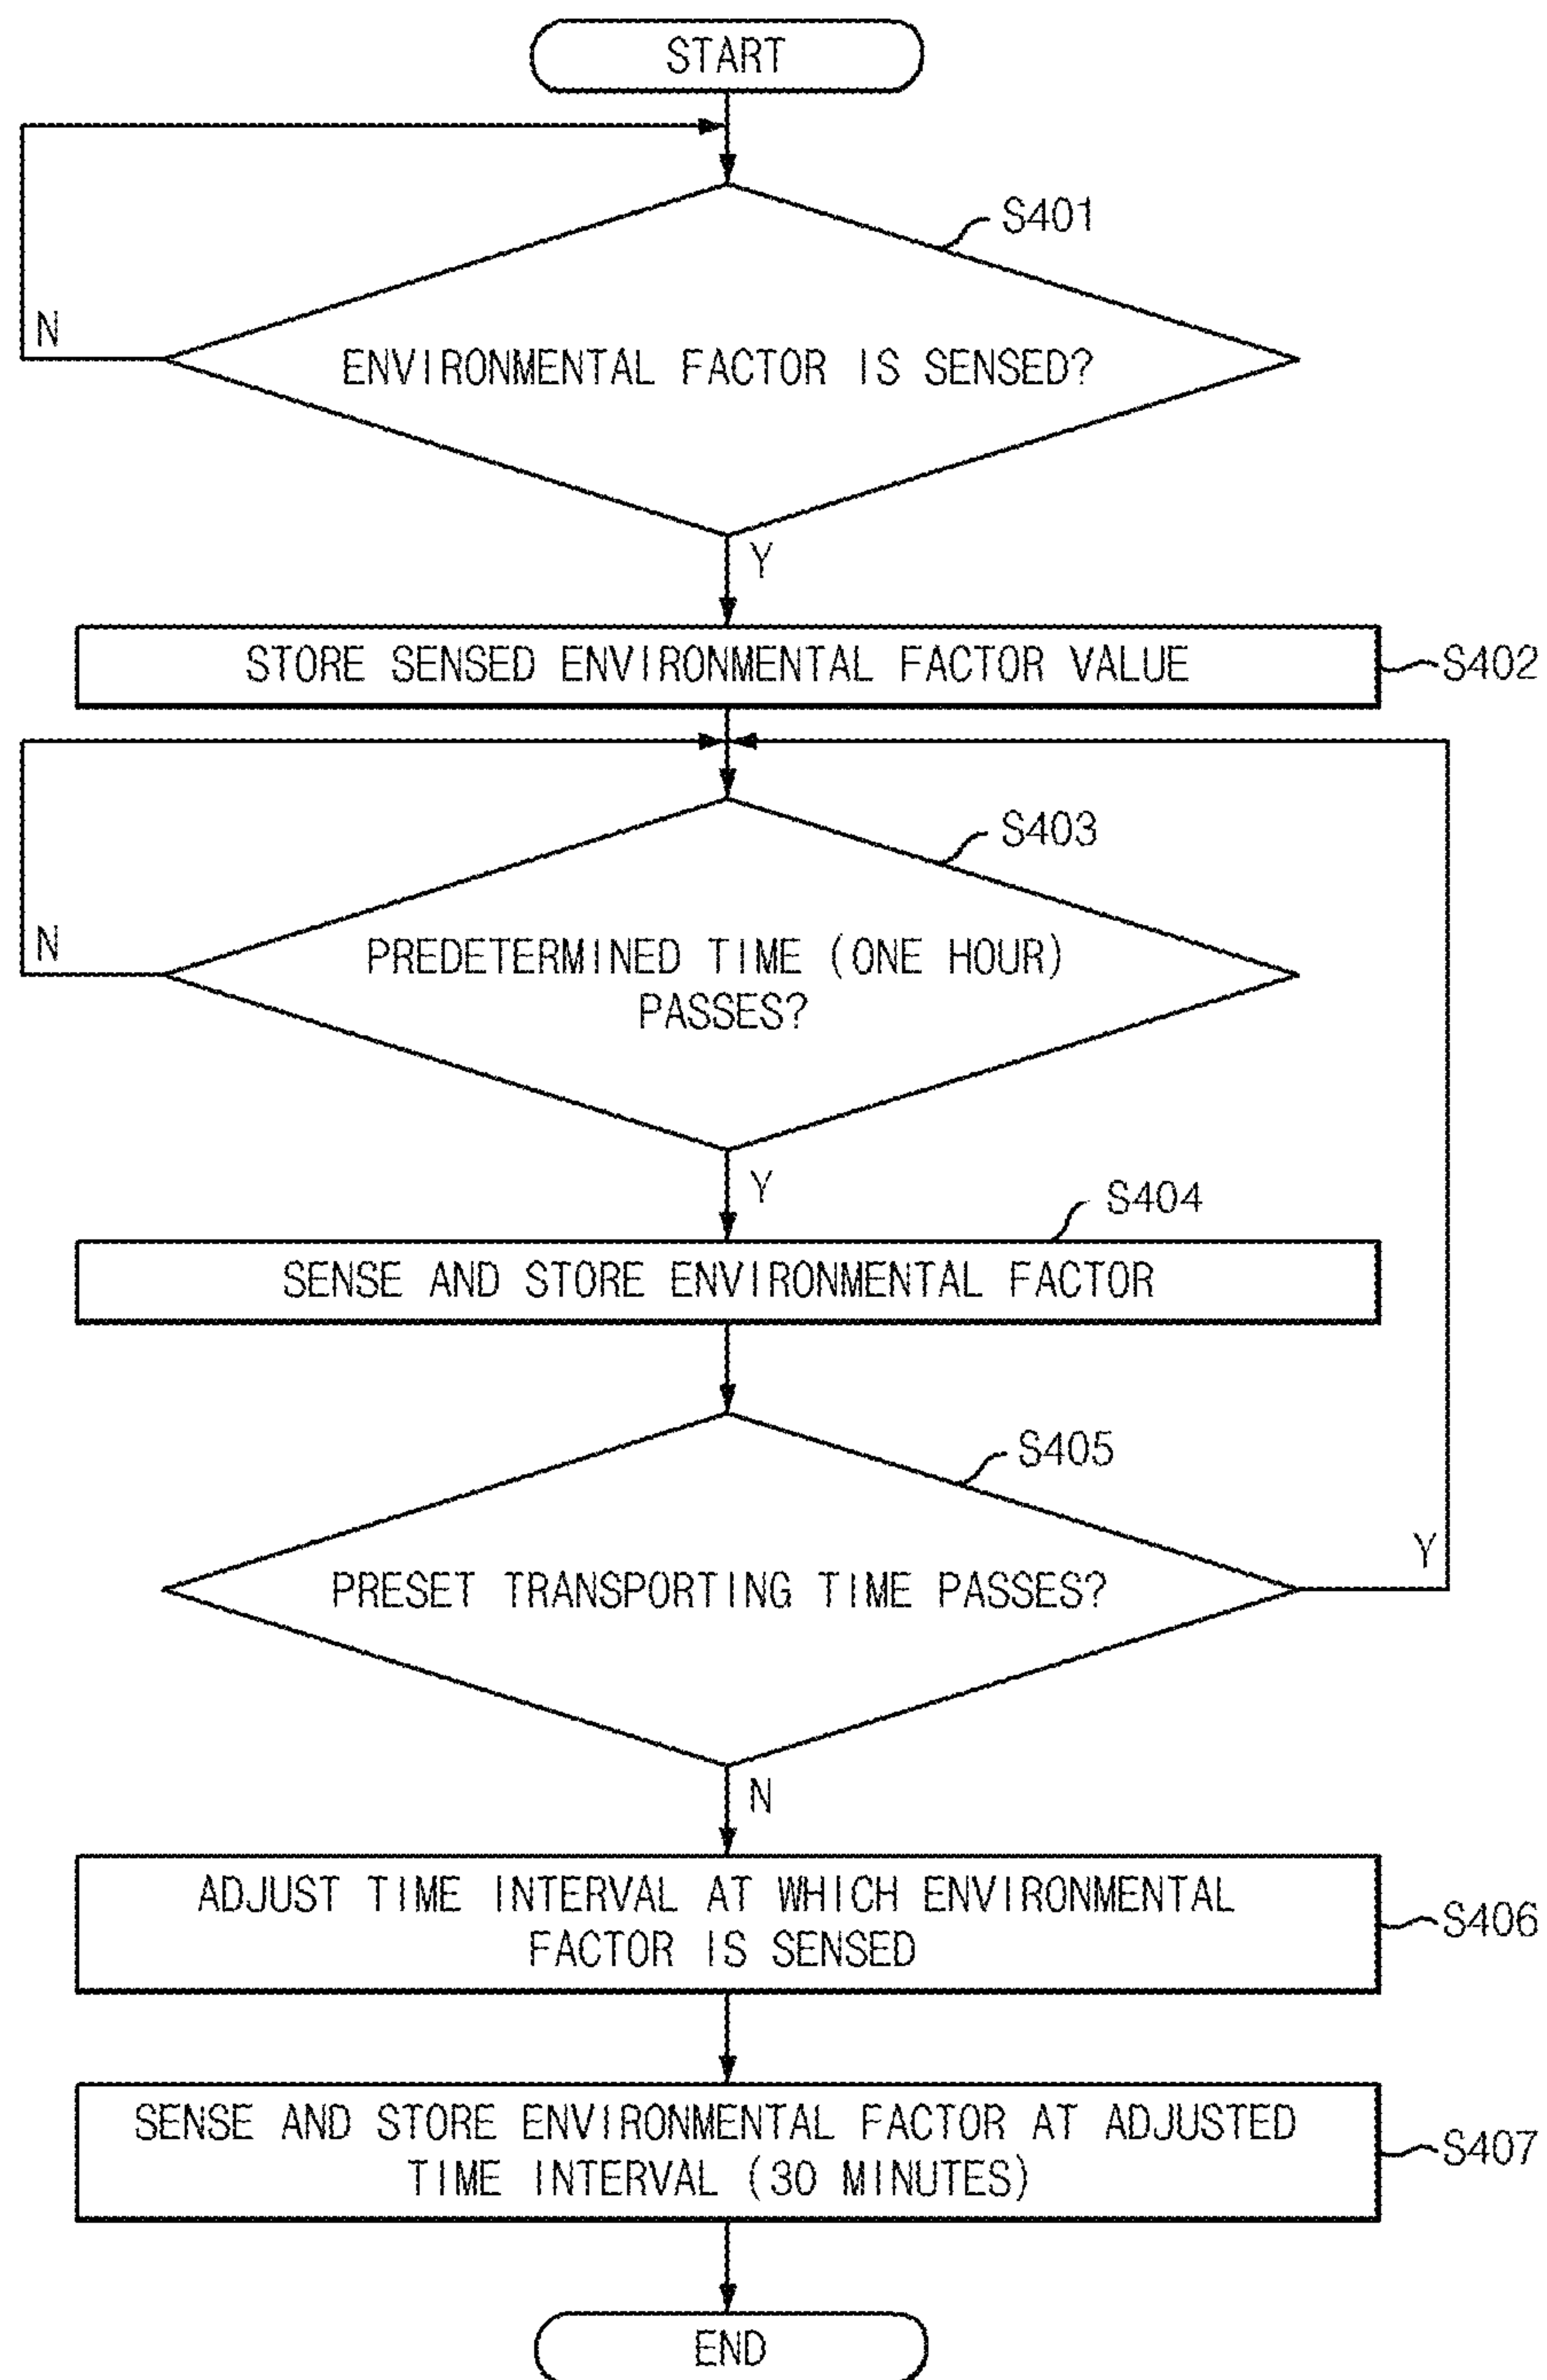 START
S401
N
ENVIRONMENTAL FACTOR IS SENSED?
Y
STORE SENSED ENVIRONMENTAL FACTOR VALUE
S402
S403
N
PREDETERMINED TIME (ONE HOUR)
PASSES?
Y
S404
SENSE AND STORE ENVIRONMENTAL FACTOR
S405
Y
PRESET TRANSPORTING TIME PASSES?
N
ADJUST TIME INTERVAL AT WHICH ENVIRONMENTAL
FACTOR IS SENSED
S406
SENSE AND STORE ENVIRONMENTAL FACTOR AT ADJUSTED
TIME INTERVAL (30 MINUTES)
S407
END